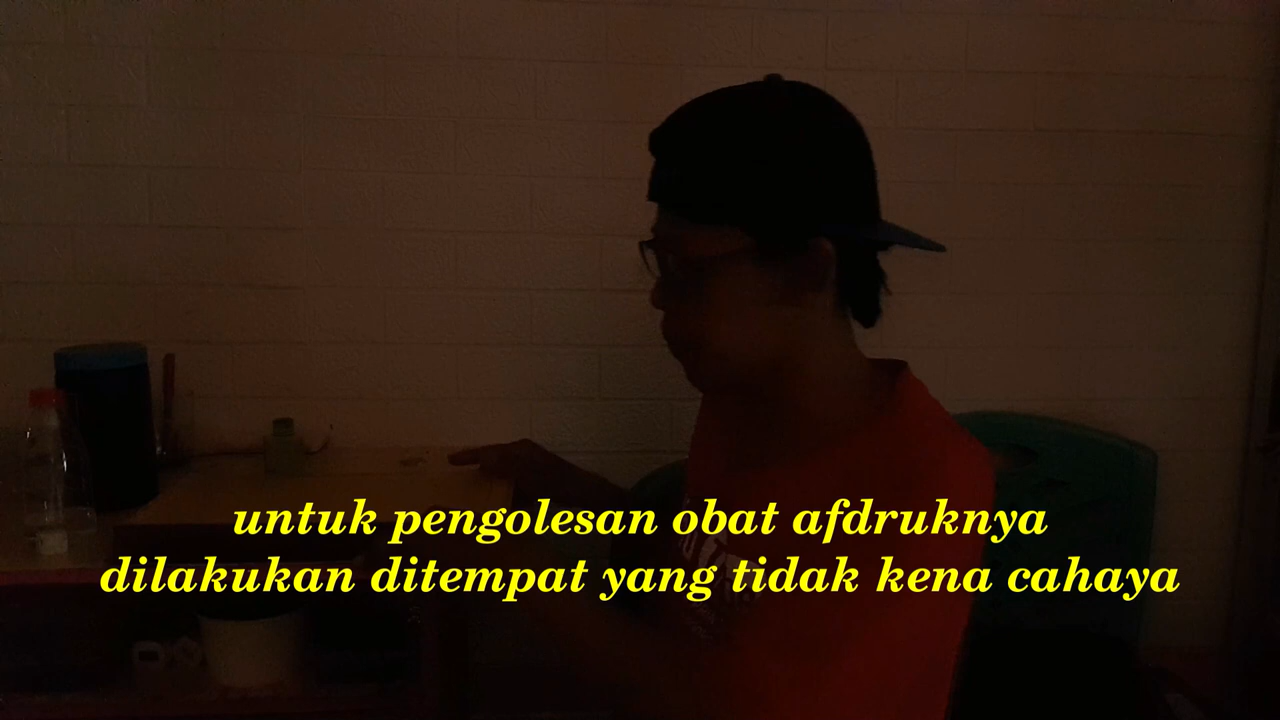 untuk pengolesan obat afdruknya
dilakukan ditempat yang tidak kena cahaya